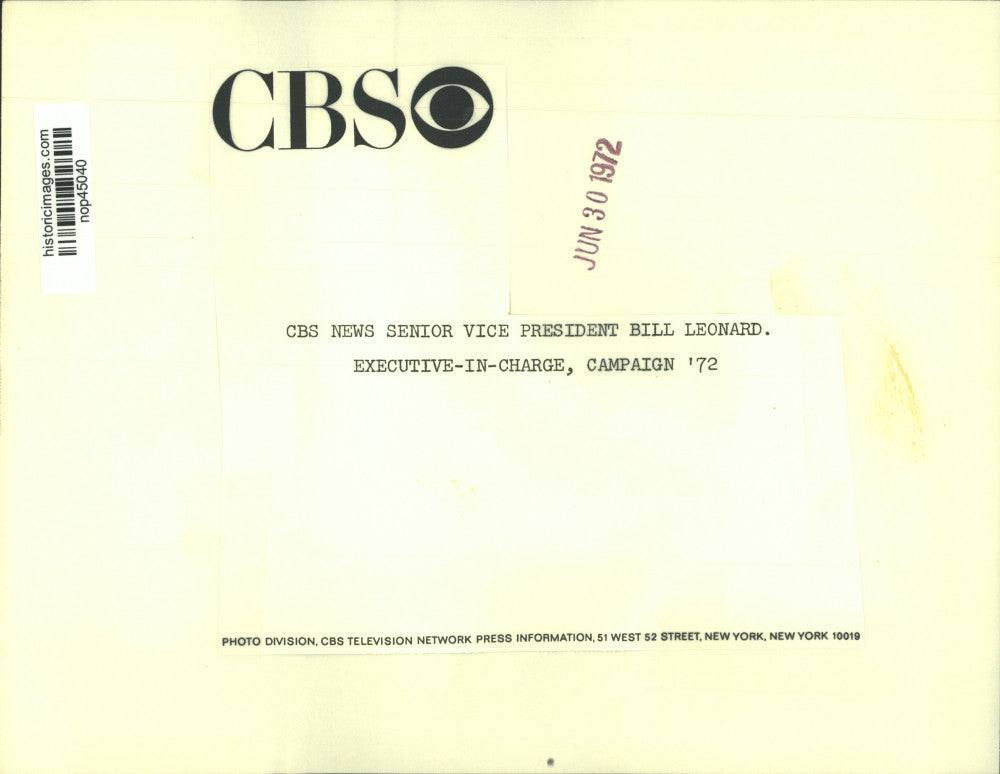 CBS
historicimages.com
nop45040
JUN 30 1972
CBS NEWS SENIOR VICE PRESIDENT BILL LEONARD.
EXECUTIVE-IN-CHARGE, CAMPAIGN '72
PHOTO DIVISION, CBS TELEVISION NETWORK PRESS INFORMATION, 51 WEST 52 STREET, NEW YORK, NEW YORK 10019